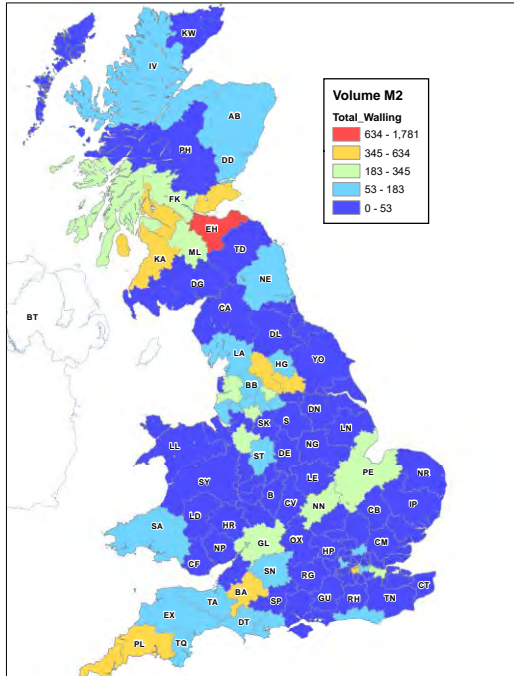 KW
IV
Volume M2
Total_Walling
634 - 1,781
345 - 634
183 - 345
53 - 183
0 - 53
AB
PH
DD
FK
EH
TD
ML
KA
NE
DG
BT
CA
DL
YO
LA
HG
BB
DN
SK
S
LN
LL
ST
DE
NG
PE
NR
SY
LE
B
NN
CB
IP
LD
HR
CV
SA
GL
OX
CM
NP
HP
CF
SN
RG
CT
BA
SP
GU
RH
TN
EX
TA
DT
PL
TQ